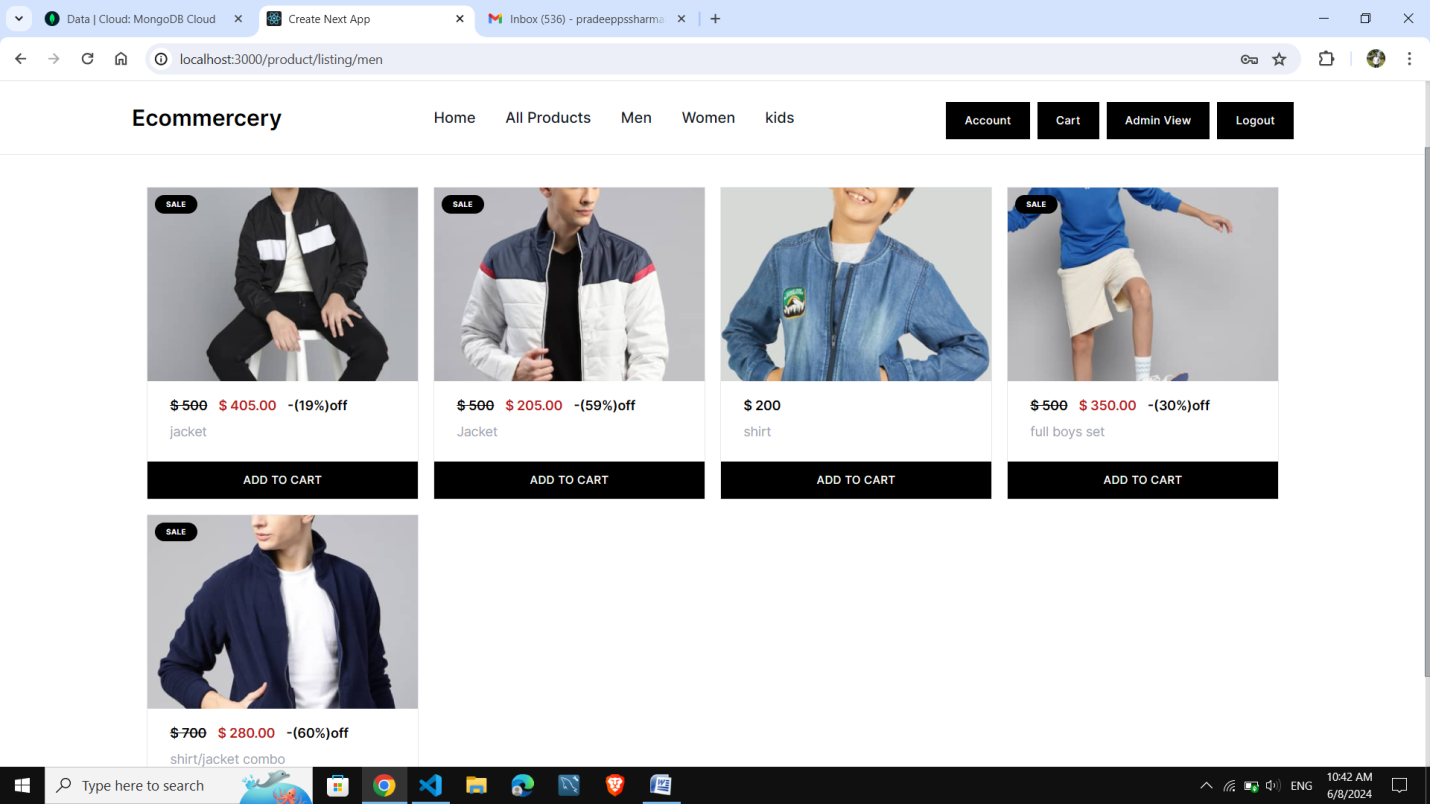 Data | Cloud: MongoDB Cloud
Create Next App
Inbox (536) - pradeeppssharma
localhost:3000/product/listing/men
Ecommercery
Home All Products Men Women kids
Account Cart Admin View Logout
SALE SALE SALE
$ 500 $ 405.00 -(19%)off
jacket
ADD TO CART
$ 500 $ 205.00 -(59%)off
Jacket
ADD TO CART
$ 200
shirt
ADD TO CART
$ 500 $ 350.00 -(30%)off
full boys set
ADD TO CART
SALE
$ 700 $ 280.00 -(60%)off
shirt/jacket combo
Type here to search
ENG
10:42 AM
6/8/2024